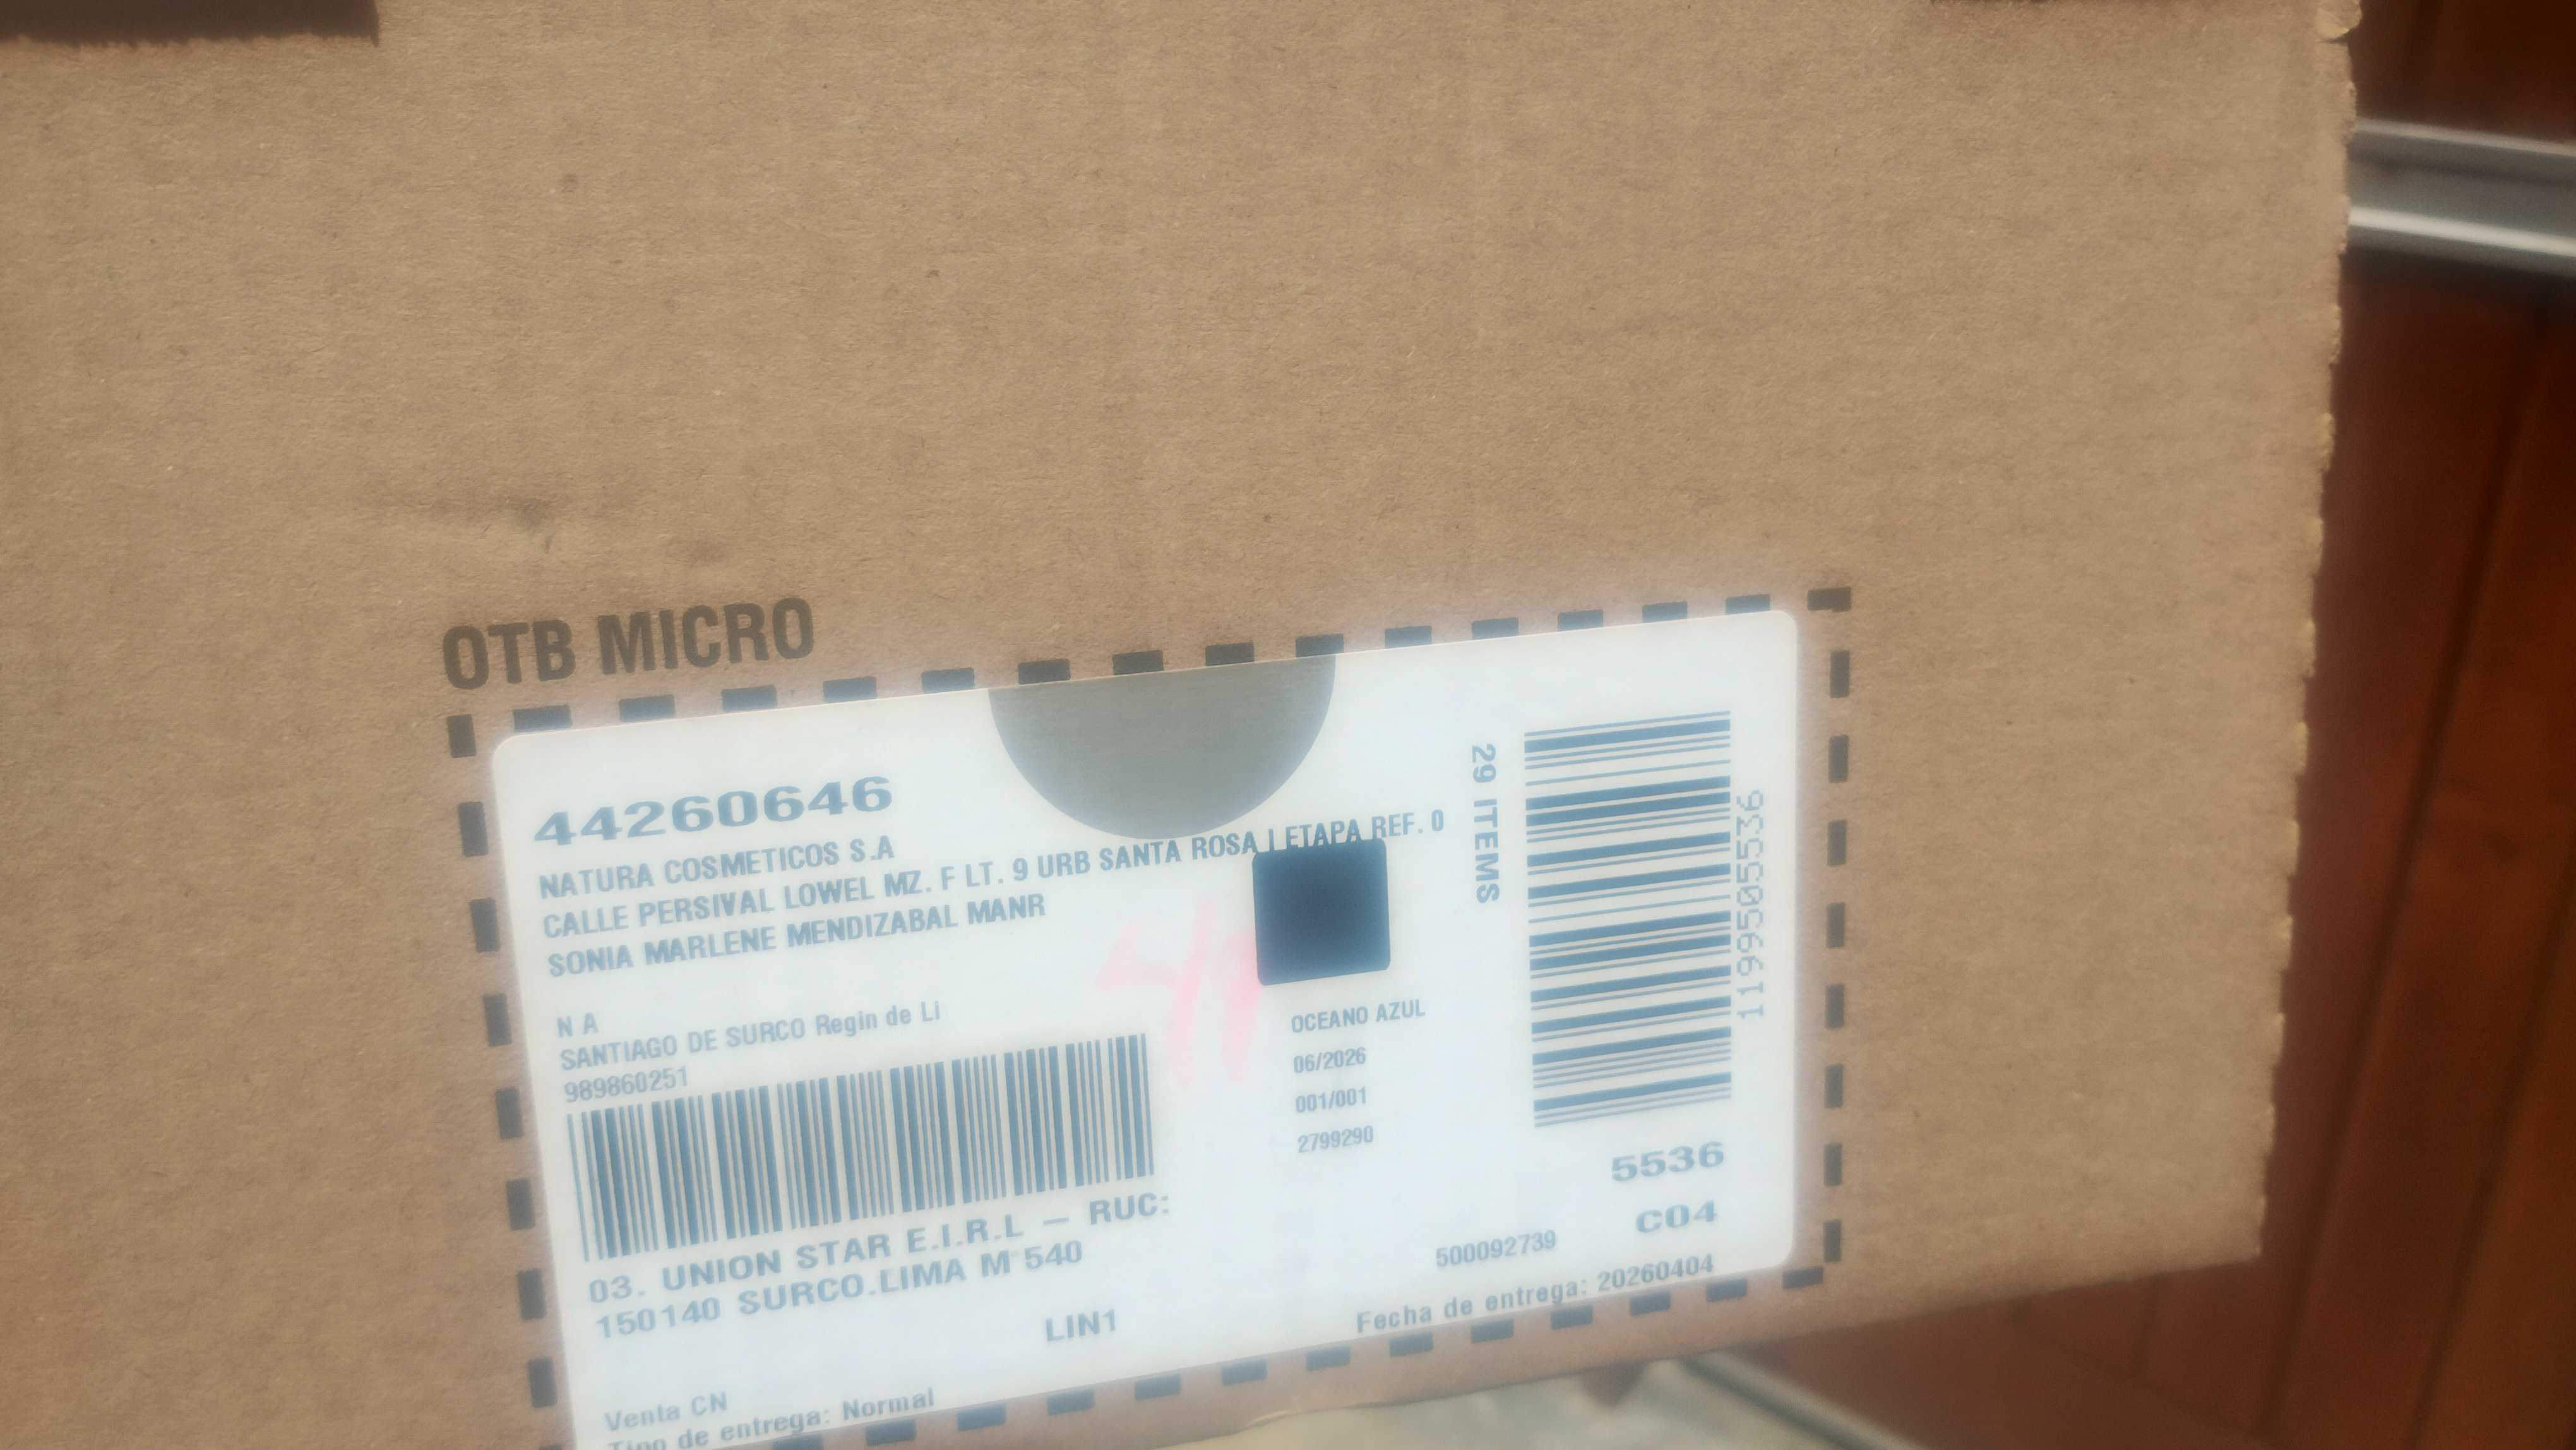 OTB MICRO
44260646
NATURA COSMETICOS S.A
CALLE PERSIVAL LOWEL MZ. F LT. 9 URB SANTA ROSA I ETAPA REF. 0
SONIA MARLENE MENDIZABAL MANR
N A
SANTIAGO DE SURCO Regin de Li
989860251
03. UNION STAR E.I.R.L — RUC:
150140 SURCO.LIMA M 540
LIN1
Venta CN
Tipo de entrega: Normal
OCEANO AZUL
06/2026
001/001
2799290
29 ITEMS
11995055536
5536
C04
500092739
Fecha de entrega: 20260404